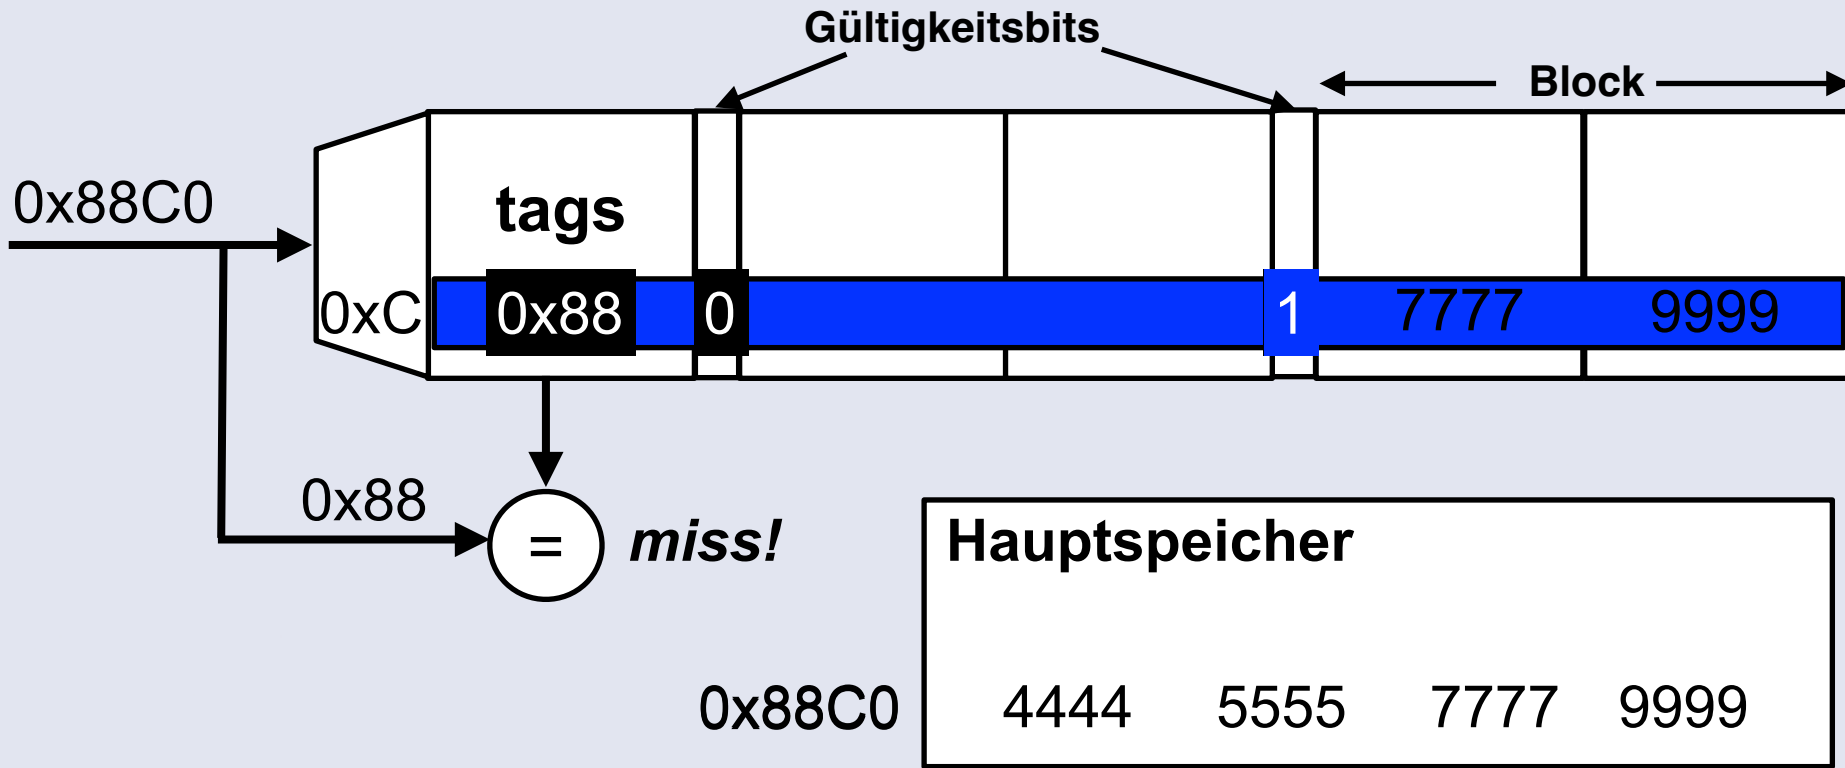 Gültigkeitsbits
Block
0x88C0
tags
0xC 0x88 0 1 7777 9999
0x88
= miss!
Hauptspeicher
0x88C0 4444 5555 7777 9999